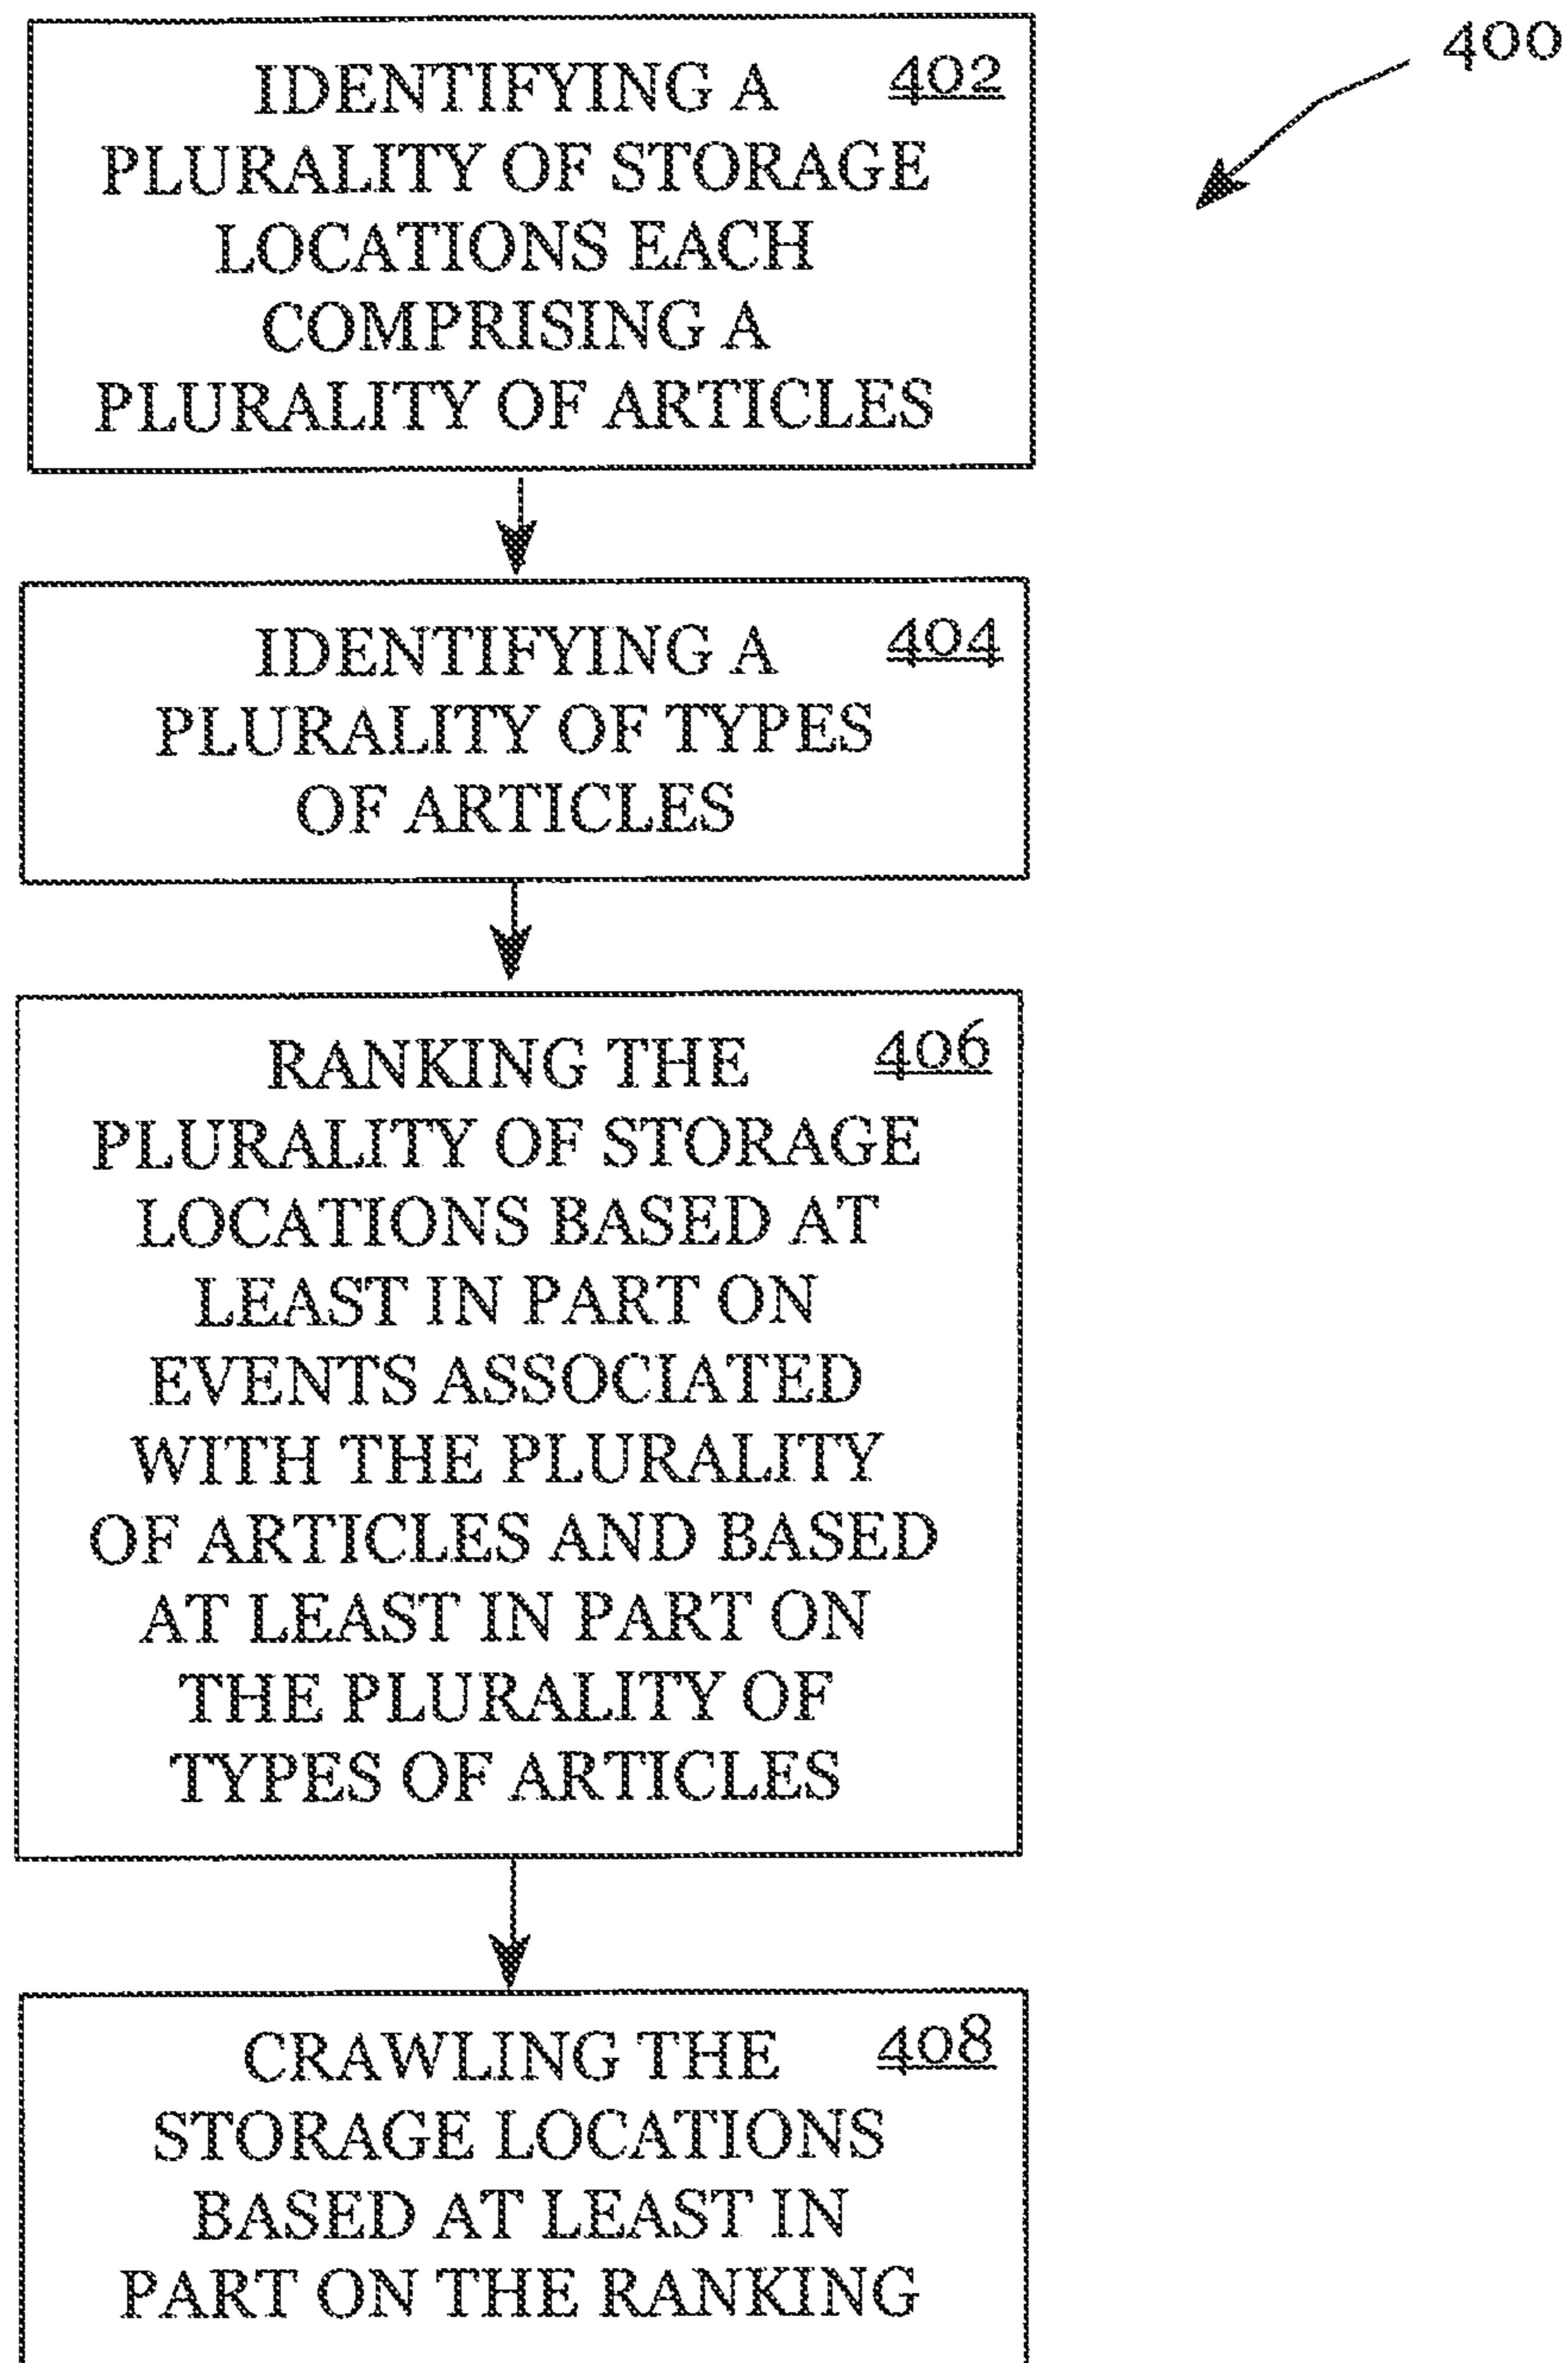 400
IDENTIFYING A 402
PLURALITY OF STORAGE
LOCATIONS EACH
COMPRISING A
PLURALITY OF ARTICLES
IDENTIFYING A 404
PLURALITY OF TYPES
OF ARTICLES
RANKING THE 406
PLURALITY OF STORAGE
LOCATIONS BASED AT
LEAST IN PART ON
EVENTS ASSOCIATED
WITH THE PLURALITY
OF ARTICLES AND BASED
AT LEAST IN PART ON
THE PLURALITY OF
TYPES OF ARTICLES
CRAWLING THE 408
STORAGE LOCATIONS
BASED AT LEAST IN
PART ON THE RANKING